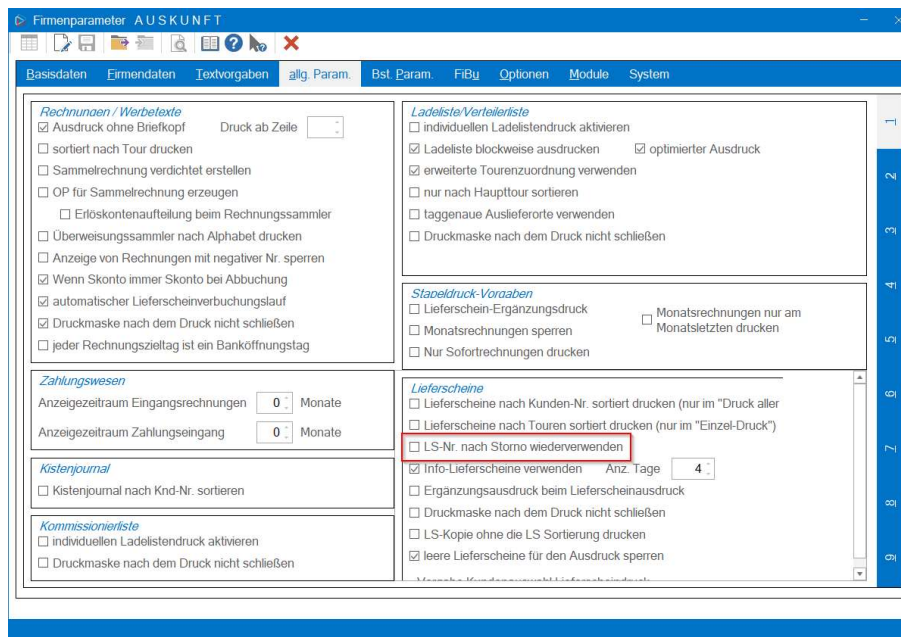 Firmenparameter A U S K U N F T
Basisdaten Firmendaten Textvorgaben allg. Param. Bst. Param. FiBu Optionen Module System
Rechnungen / Werbetexte
Ausdruck ohne Briefkopf Druck ab Zeile
sortiert nach Tour drucken
Sammelrechnung verdichtet erstellen
OP für Sammelrechnung erzeugen
Erlöskontenaufteilung beim Rechnungssammler
Überweisungssammler nach Alphabet drucken
Anzeige von Rechnungen mit negativer Nr. sperren
Wenn Skonto immer Skonto bei Abbuchung
automatischer Lieferscheinverbuchungslauf
Druckmaske nach dem Druck nicht schließen
jeder Rechnungszieltag ist ein Banköffnungstag
Zahlungswesen
Anzeigezeitraum Eingangsrechnungen 0 Monate
Anzeigezeitraum Zahlungseingang 0 Monate
Kistenjournal
Kistenjournal nach Knd-Nr. sortieren
Kommissionierliste
individuellen Ladelistendruck aktivieren
Druckmaske nach dem Druck nicht schließen
Ladeliste/Verteilerliste
individuellen Ladelistendruck aktivieren
Ladeliste blockweise ausdrucken optimierter Ausdruck
erweiterte Tourenzuordnung verwenden
nur nach Haupttour sortieren
taggenaue Auslieferorte verwenden
Druckmaske nach dem Druck nicht schließen
Stapeldruck-Vorgaben
Lieferschein-Ergänzungsdruck
Monatsrechnungen sperren
Nur Sofortrechnungen drucken
Monatsrechnungen nur am
Monatsletzten drucken
Lieferscheine
Lieferscheine nach Kunden-Nr. sortiert drucken (nur im "Druck aller
Lieferscheine nach Touren sortiert drucken (nur im "Einzel-Druck")
LS-Nr. nach Storno wiederverwenden
Info-Lieferscheine verwenden Anz. Tage 4
Ergänzungsausdruck beim Lieferscheinausdruck
Druckmaske nach dem Druck nicht schließen
LS-Kopie ohne die LS Sortierung drucken
leere Lieferscheine für den Ausdruck sperren
1
2
3
4
5
6
7
8
9